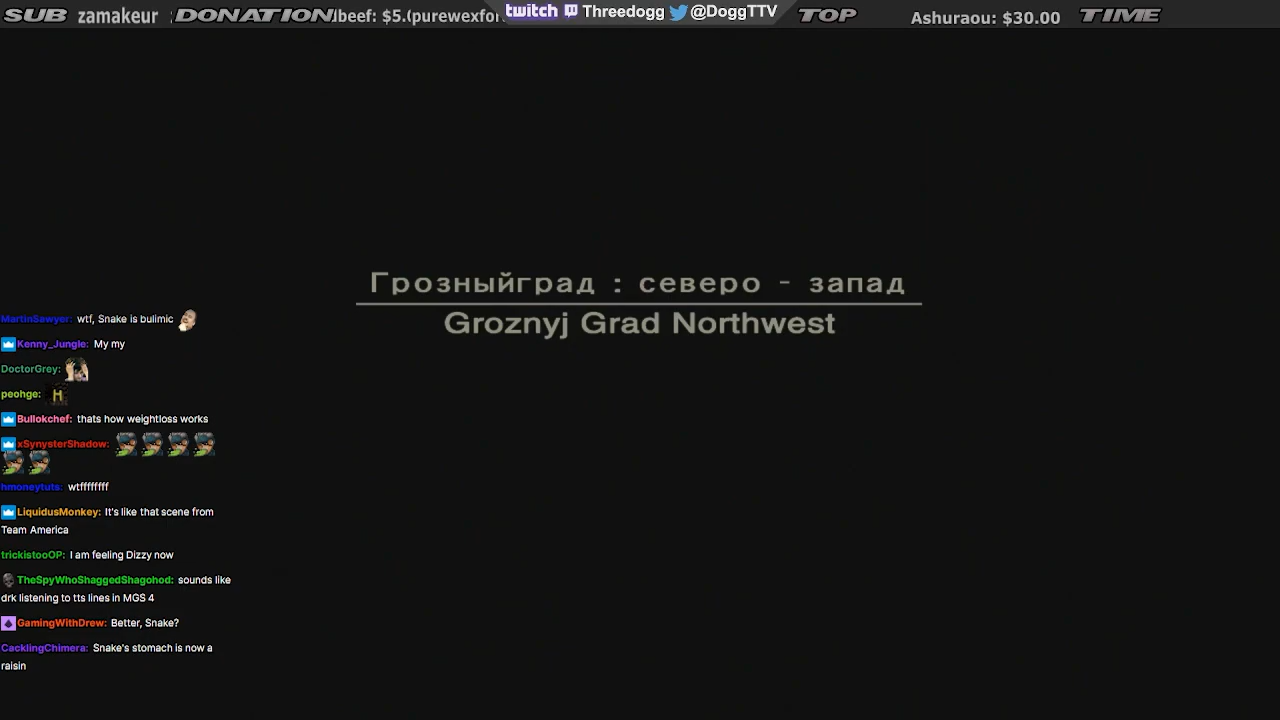 SUB zamakeur DONATION beef: $5. (purewexfor twitch Threedogg @DoggTTV TOP Ashuraou: $30.00 TIME
Грозныйград : северо - запад
Groznyj Grad Northwest
MartinSawyer: wtf, Snake is bulimic
Kenny_Jungle: My my
DoctorGrey:
peohge: H
Bullokchef: thats how weightloss works
xSynysterShadow:
hmoneytuts: wtffffffff
LiquidusMonkey: It's like that scene from
Team America
trickistooOP: I am feeling Dizzy now
TheSpyWhoShaggedShagohod: sounds like
drk listening to tts lines in MGS 4
GamingWithDrew: Better, Snake?
CacklingChimera: Snake's stomach is now a
raisin